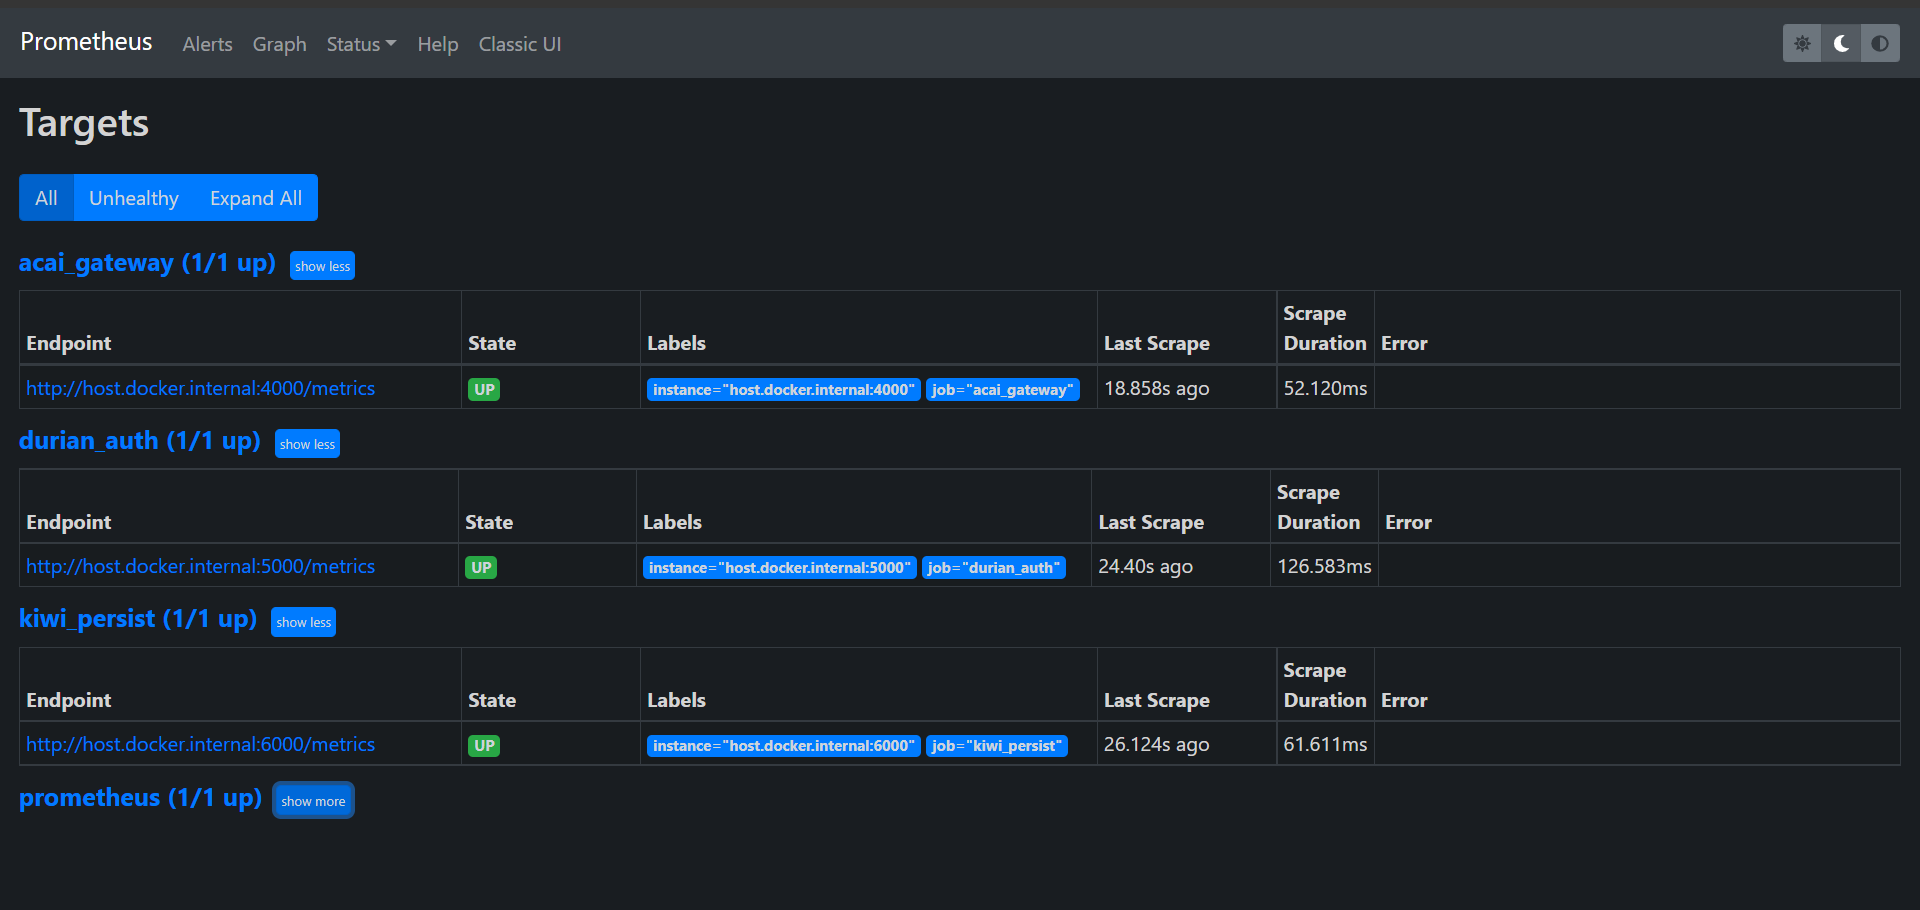 Prometheus Alerts Graph Status Help Classic UI
Targets
All Unhealthy Expand All
acai_gateway (1/1 up) show less
Endpoint State Labels Last Scrape Scrape Duration Error
http://host.docker.internal:4000/metrics UP instance="host.docker.internal:4000" job="acai_gateway" 18.858s ago 52.120ms
durian_auth (1/1 up) show less
Endpoint State Labels Last Scrape Scrape Duration Error
http://host.docker.internal:5000/metrics UP instance="host.docker.internal:5000" job="durian_auth" 24.40s ago 126.583ms
kiwi_persist (1/1 up) show less
Endpoint State Labels Last Scrape Scrape Duration Error
http://host.docker.internal:6000/metrics UP instance="host.docker.internal:6000" job="kiwi_persist" 26.124s ago 61.611ms
prometheus (1/1 up) show more